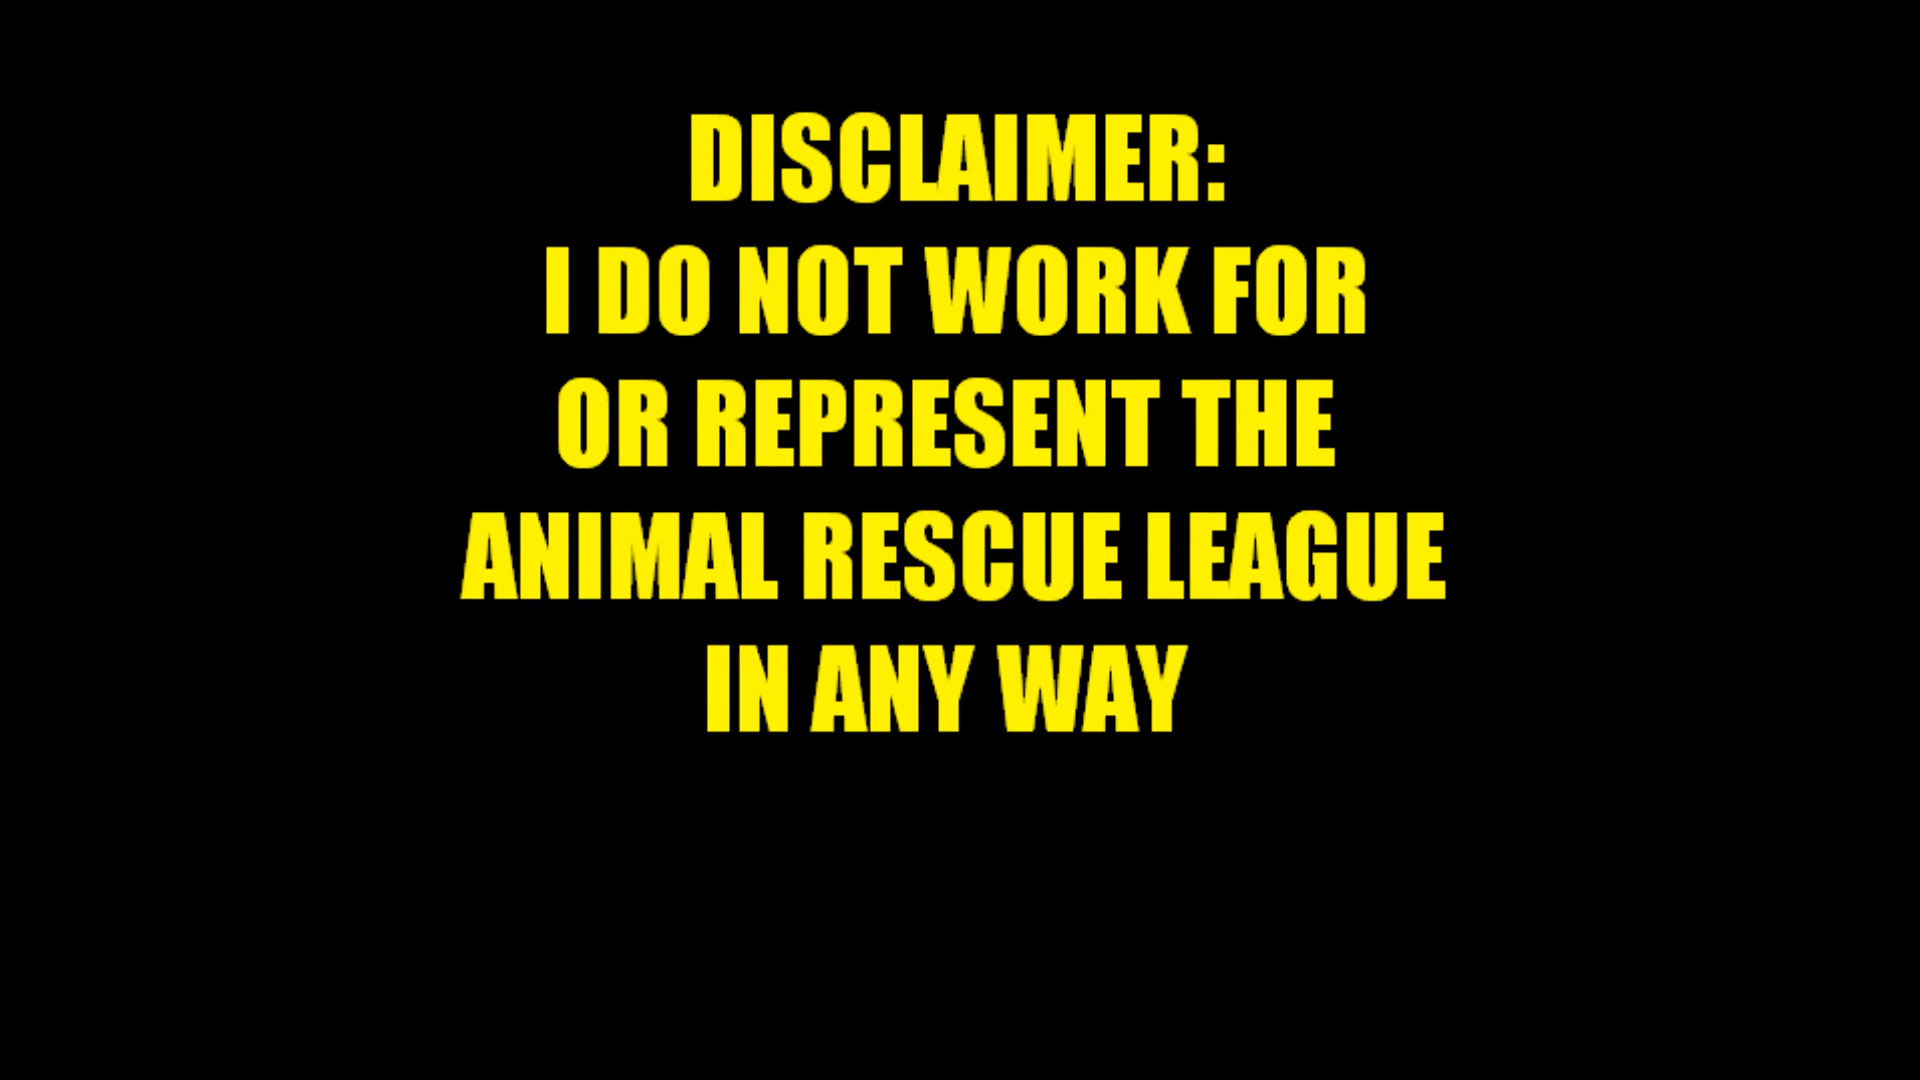 DISCLAIMER:
I DO NOT WORK FOR
OR REPRESENT THE
ANIMAL RESCUE LEAGUE
IN ANY WAY